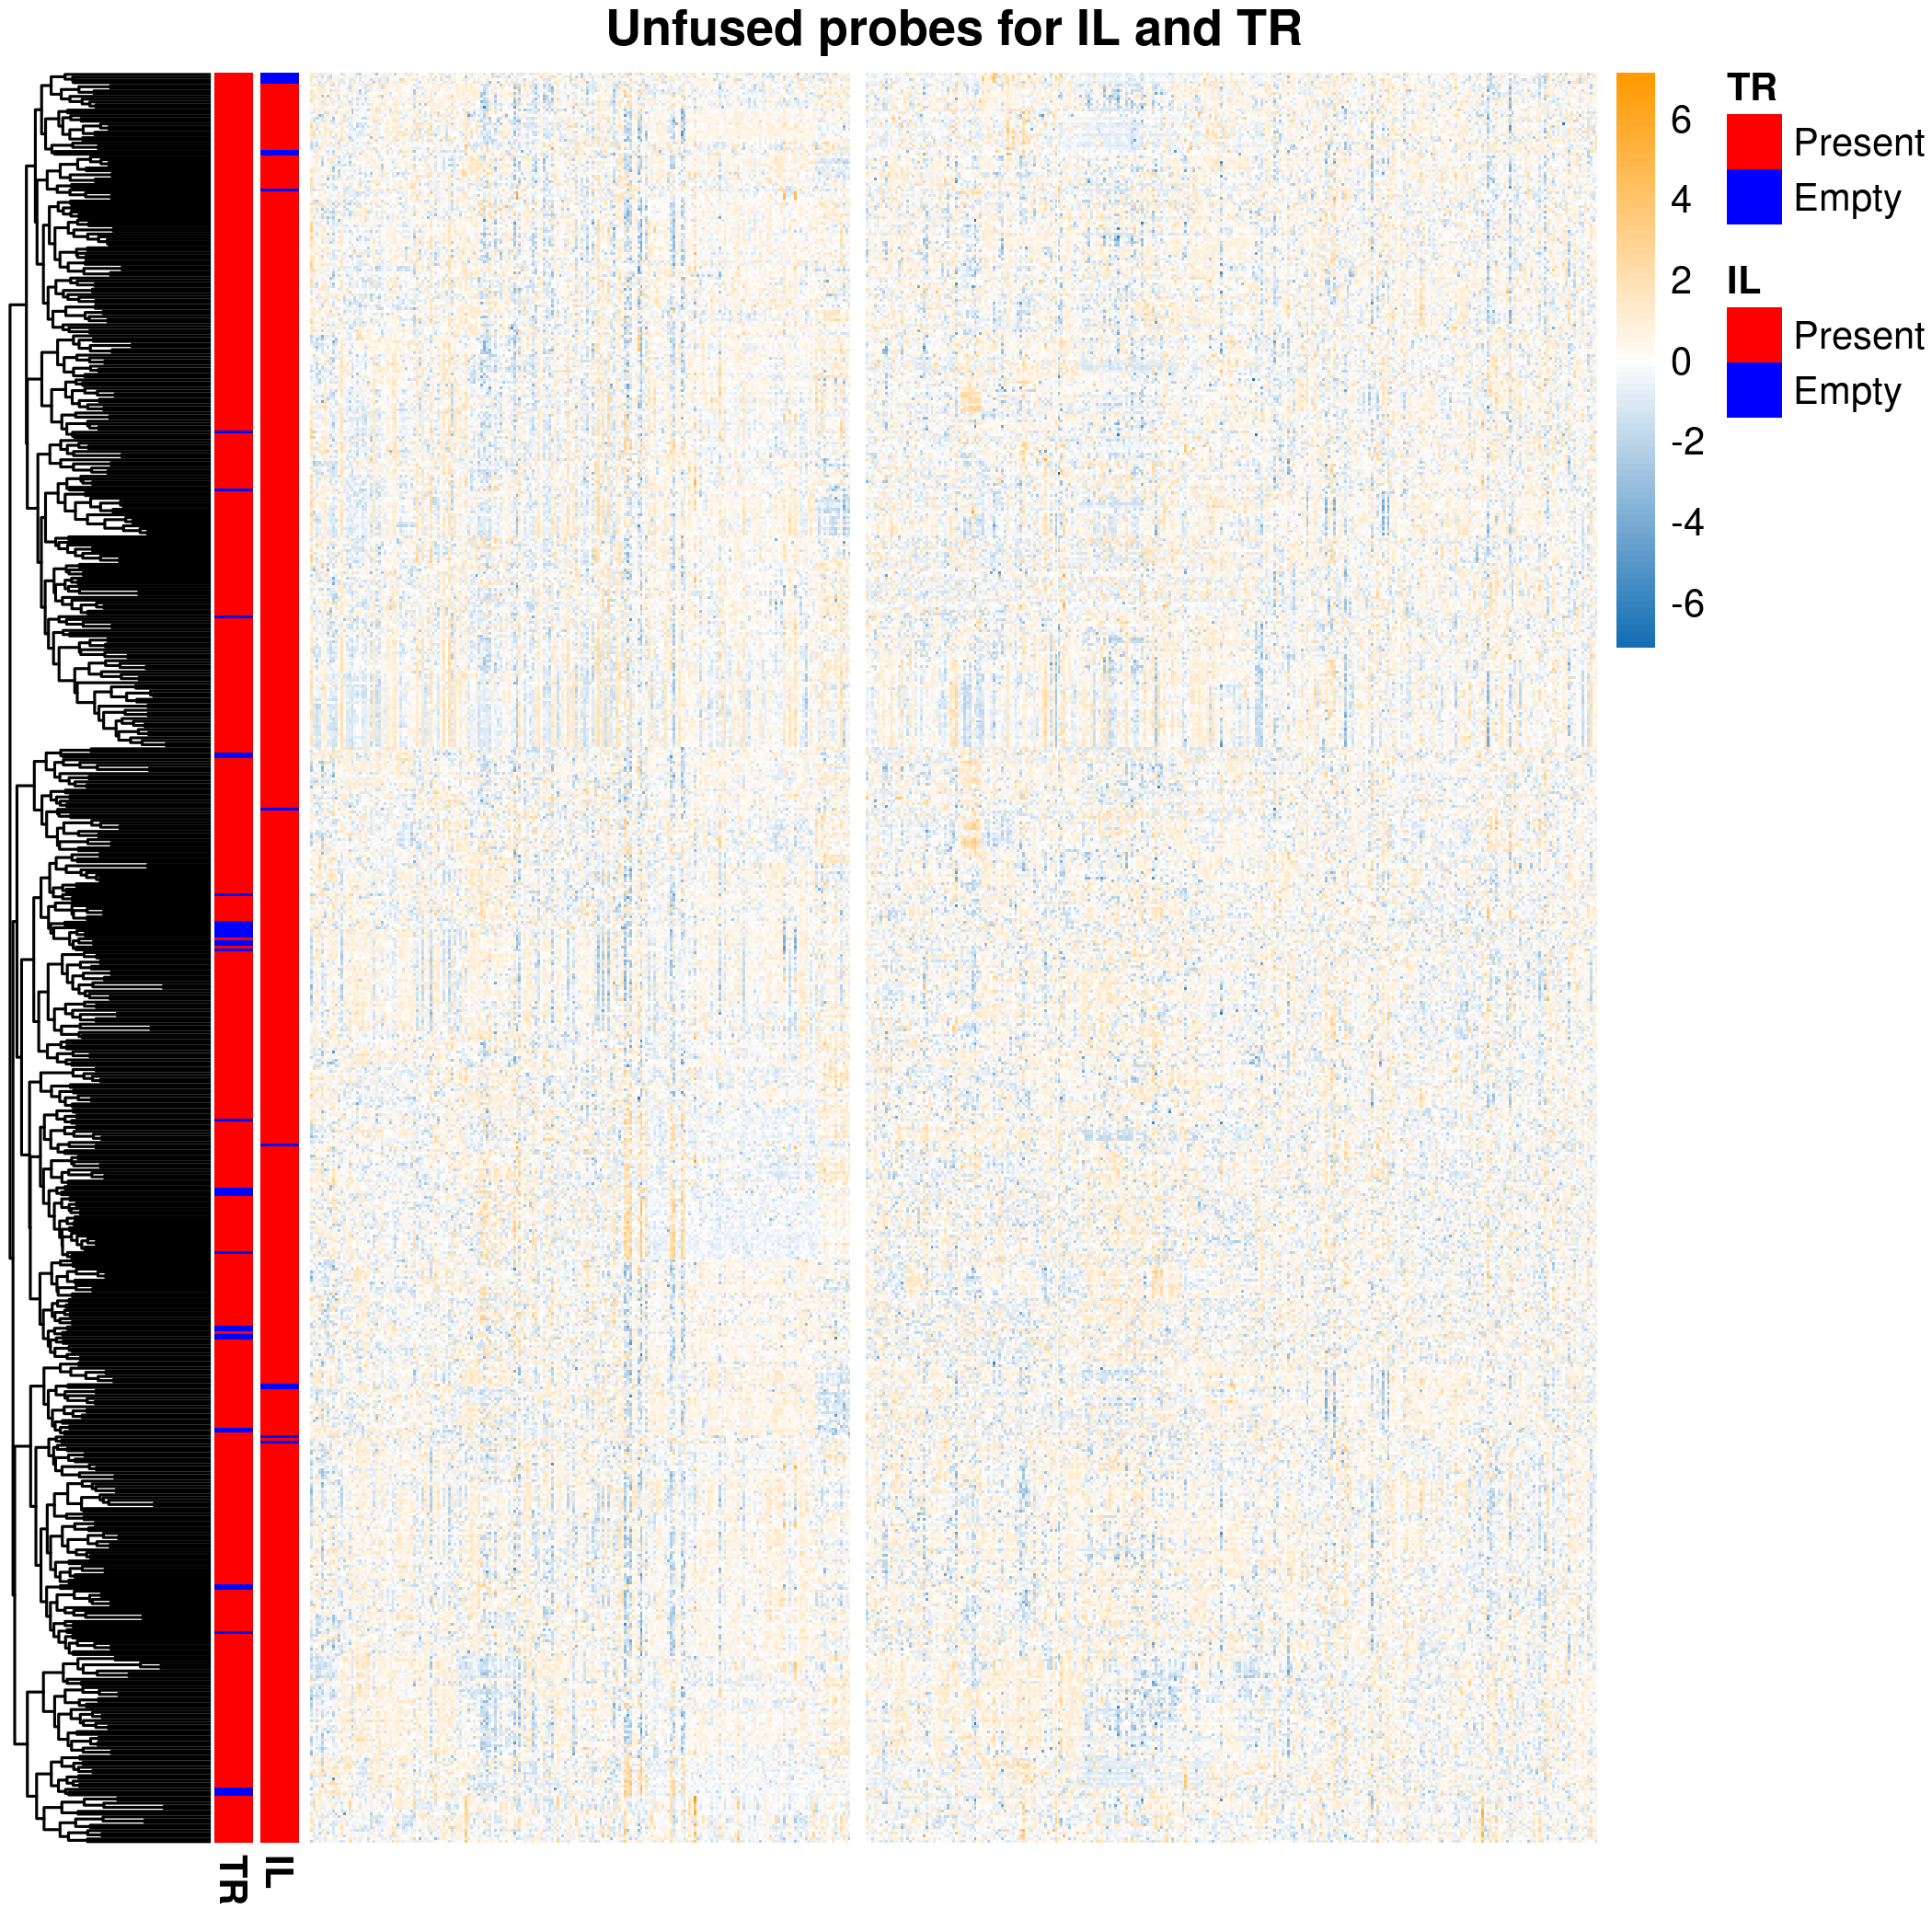 Unfused probes for IL and TR
6
4
2
0
-2
-4
-6
TR
Present
Empty
IL
Present
Empty
TR
IL